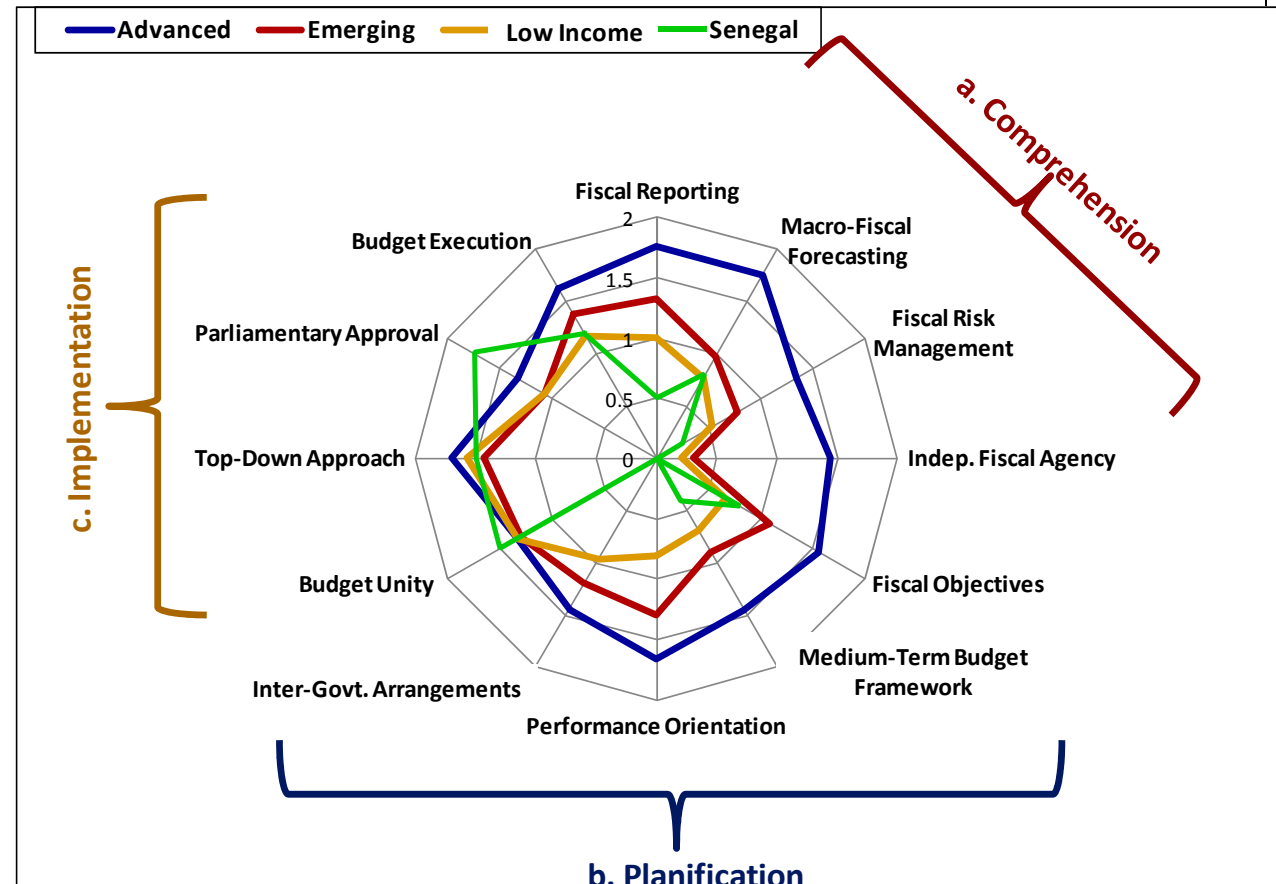 Advanced Emerging Low Income Senegal
a. Comprehension
Fiscal Reporting
2
Macro-Fiscal
Forecasting
Budget Execution
1.5
Fiscal Risk
Management
Parliamentary Approval
1
0.5
Indep. Fiscal Agency
Top-Down Approach
0
c. Implementation
Fiscal Objectives
Budget Unity
Medium-Term Budget
Framework
Inter-Govt. Arrangements
Performance Orientation
b. Planification